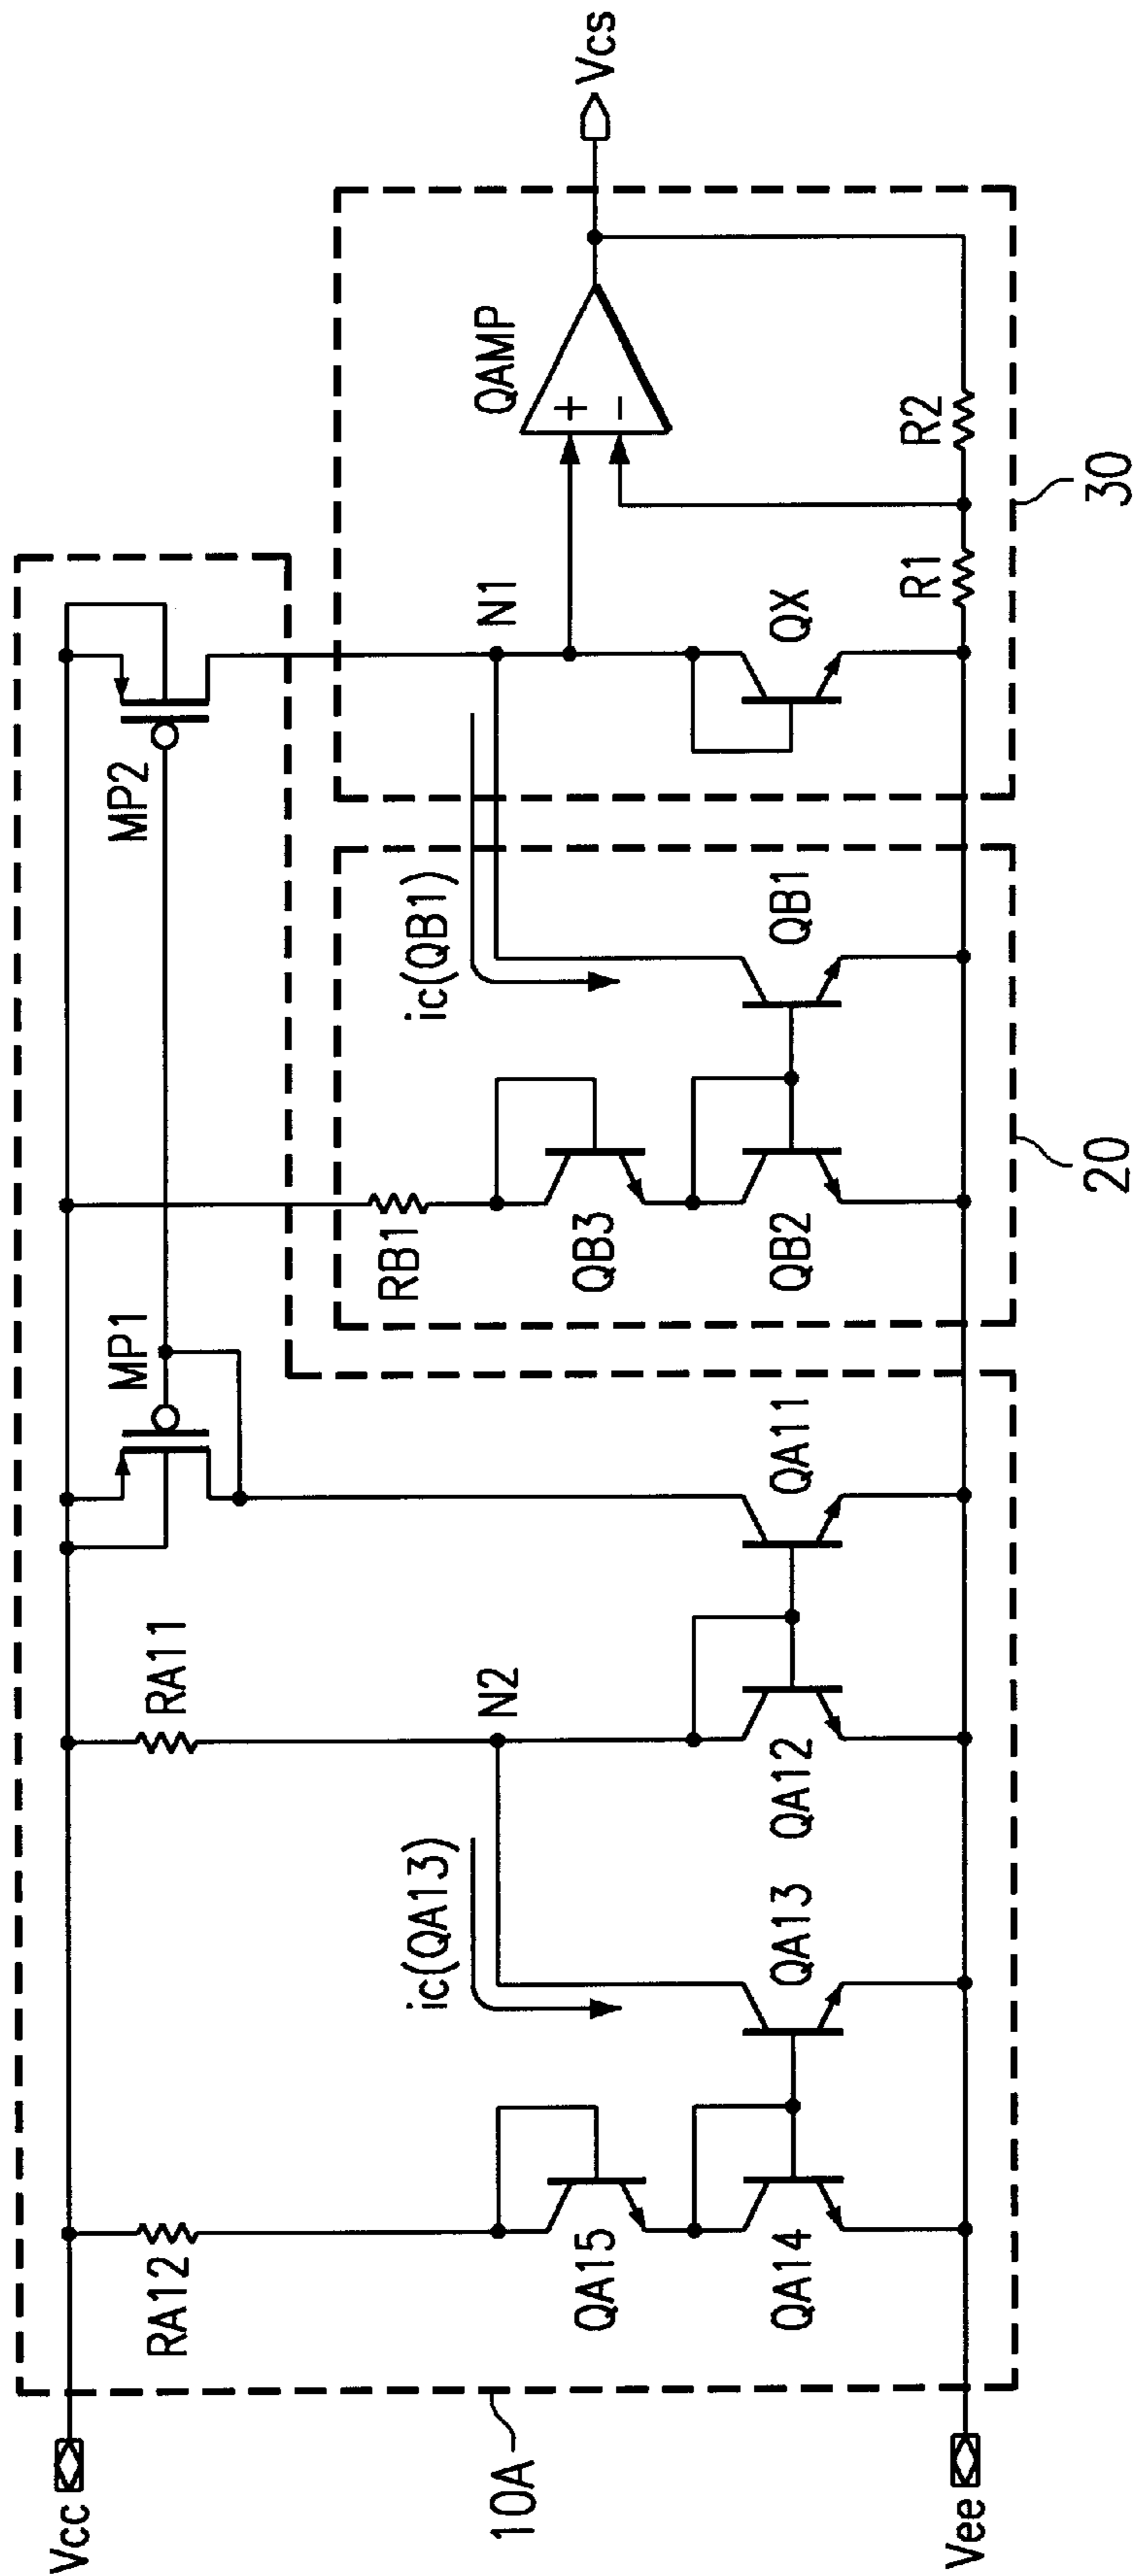 Vcc
RA12
RA11
MP1
MP2
N2
ic(QA13)
RB1
ic(QB1)
N1
QAMP
+
−
Vcs
QA15
QB3
QA14
QA13
QA12
QA11
QB2
QB1
QX
R1
R2
Vee
10A
20
30